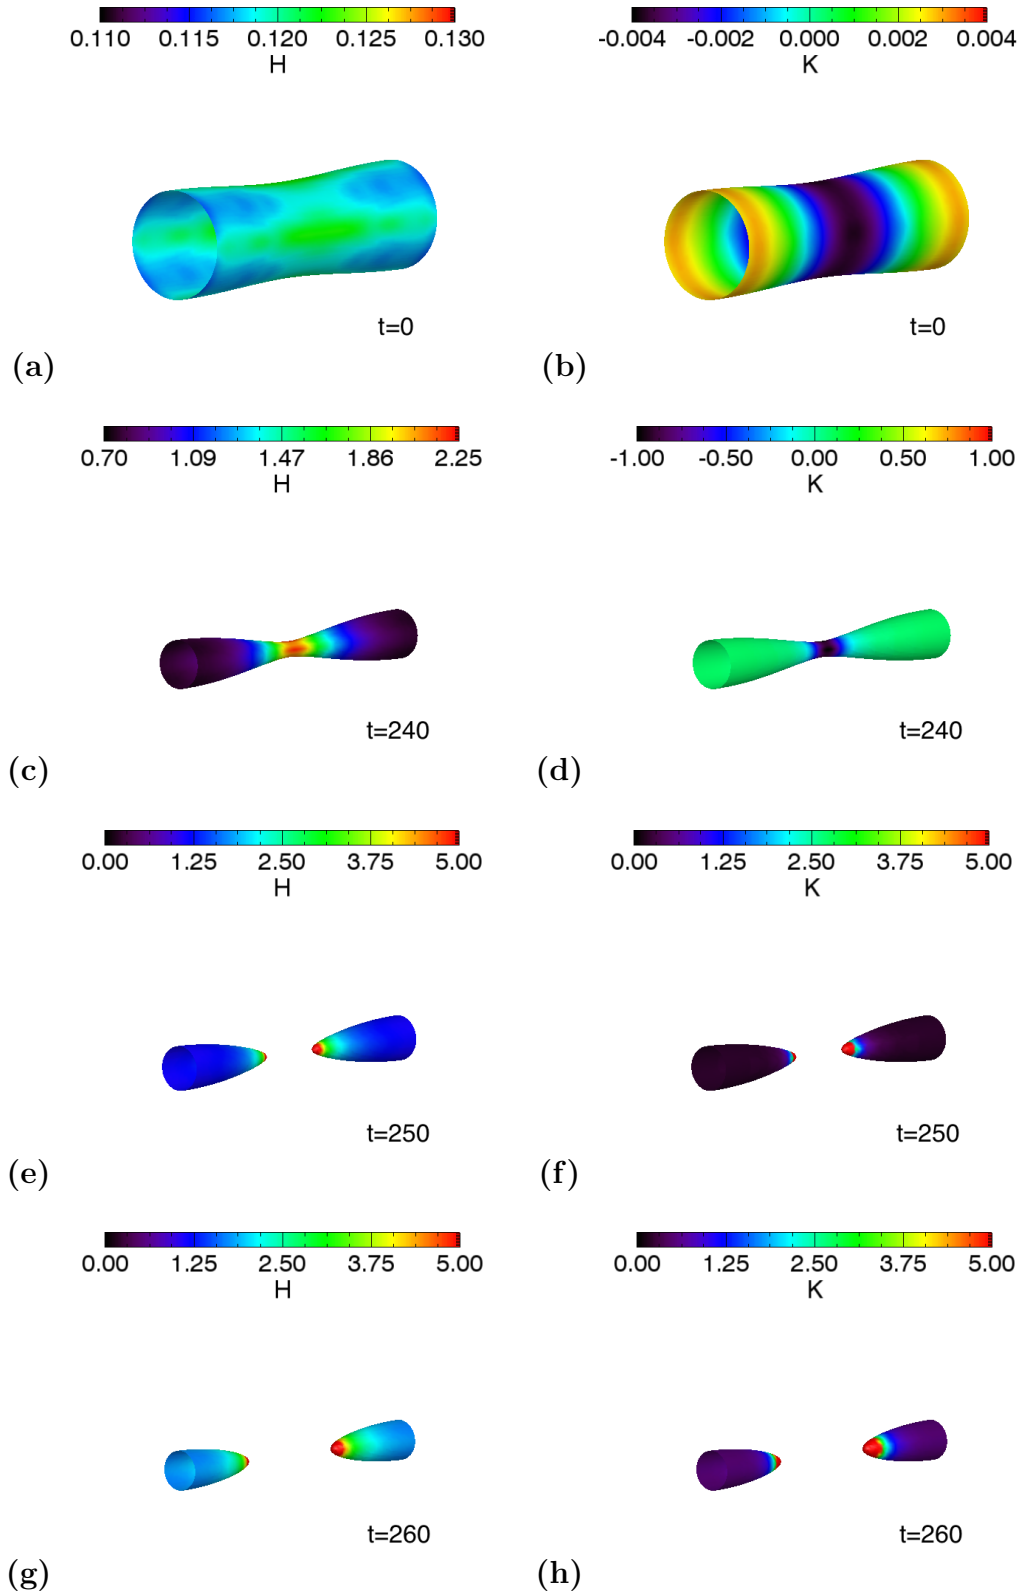 0.110 0.115 0.120 0.125 0.130
H
-0.004 -0.002 0.000 0.002 0.004
K
t=0
t=0
(a)
(b)
0.70 1.09 1.47 1.86 2.25
H
-1.00 -0.50 0.00 0.50 1.00
K
t=240
t=240
(c)
(d)
0.00 1.25 2.50 3.75 5.00
H
0.00 1.25 2.50 3.75 5.00
K
t=250
t=250
(e)
(f)
0.00 1.25 2.50 3.75 5.00
H
0.00 1.25 2.50 3.75 5.00
K
t=260
t=260
(g)
(h)